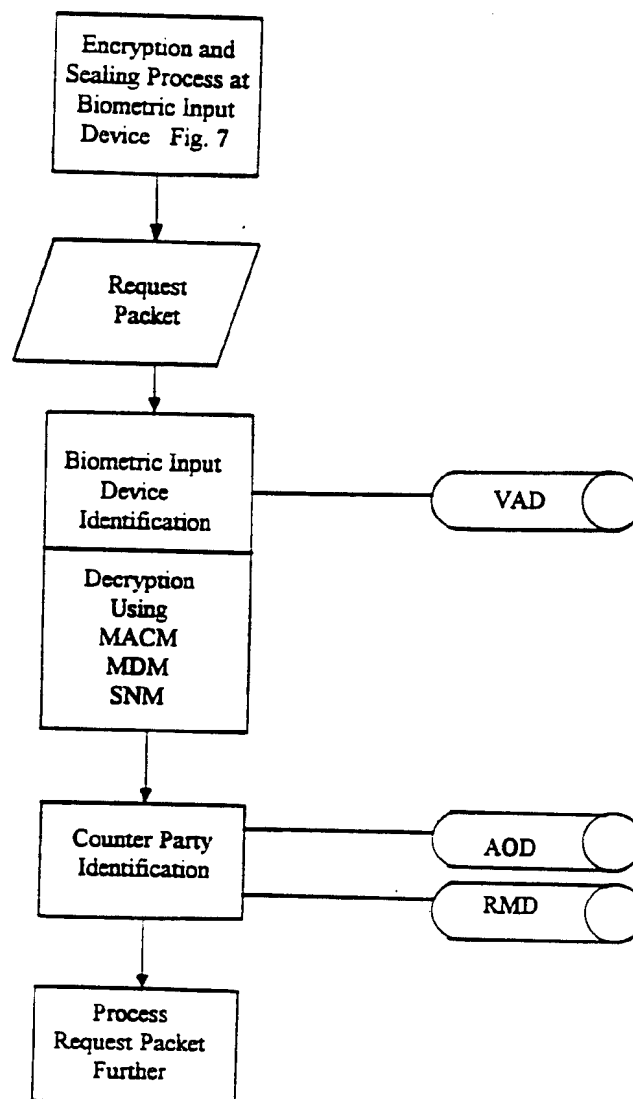 Encryption and
Sealing Process at
Biometric Input
Device Fig. 7
Request
Packet
Biometric Input
Device
Identification
VAD
Decryption
Using
MACM
MDM
SNM
Counter Party
Identification
AOD
RMD
Process
Request Packet
Further